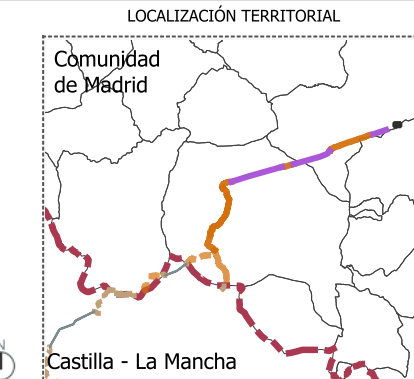 LOCALIZACIÓN TERRITORIAL
Comunidad
de Madrid
N
Castilla - La Mancha